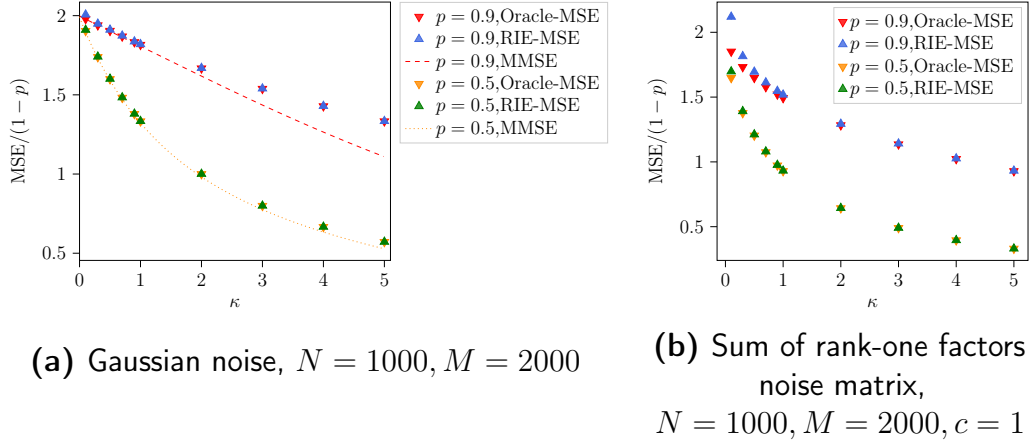 2
1.5
1
0.5
0
1
2
3
4
5
κ
MSE/(1 − p)
p = 0.9,Oracle-MSE
p = 0.9,RIE-MSE
p = 0.9,MMSE
p = 0.5,Oracle-MSE
p = 0.5,RIE-MSE
p = 0.5,MMSE
(a) Gaussian noise, N = 1000, M = 2000
2
1.5
1
0.5
0
1
2
3
4
5
κ
MSE/(1 − p)
p = 0.9,Oracle-MSE
p = 0.9,RIE-MSE
p = 0.5,Oracle-MSE
p = 0.5,RIE-MSE
(b) Sum of rank-one factors
noise matrix,
N = 1000, M = 2000, c = 1